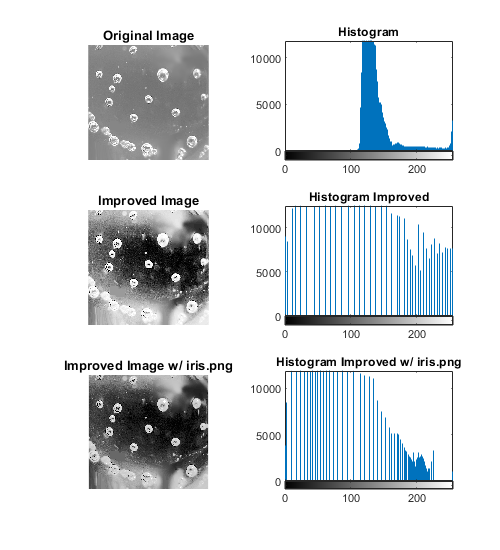 Original Image
Histogram
10000
5000
0
0 100 200
Improved Image
Histogram Improved
10000
5000
0
0 100 200
Improved Image w/ iris.png
Histogram Improved w/ iris.png
10000
5000
0
0 100 200